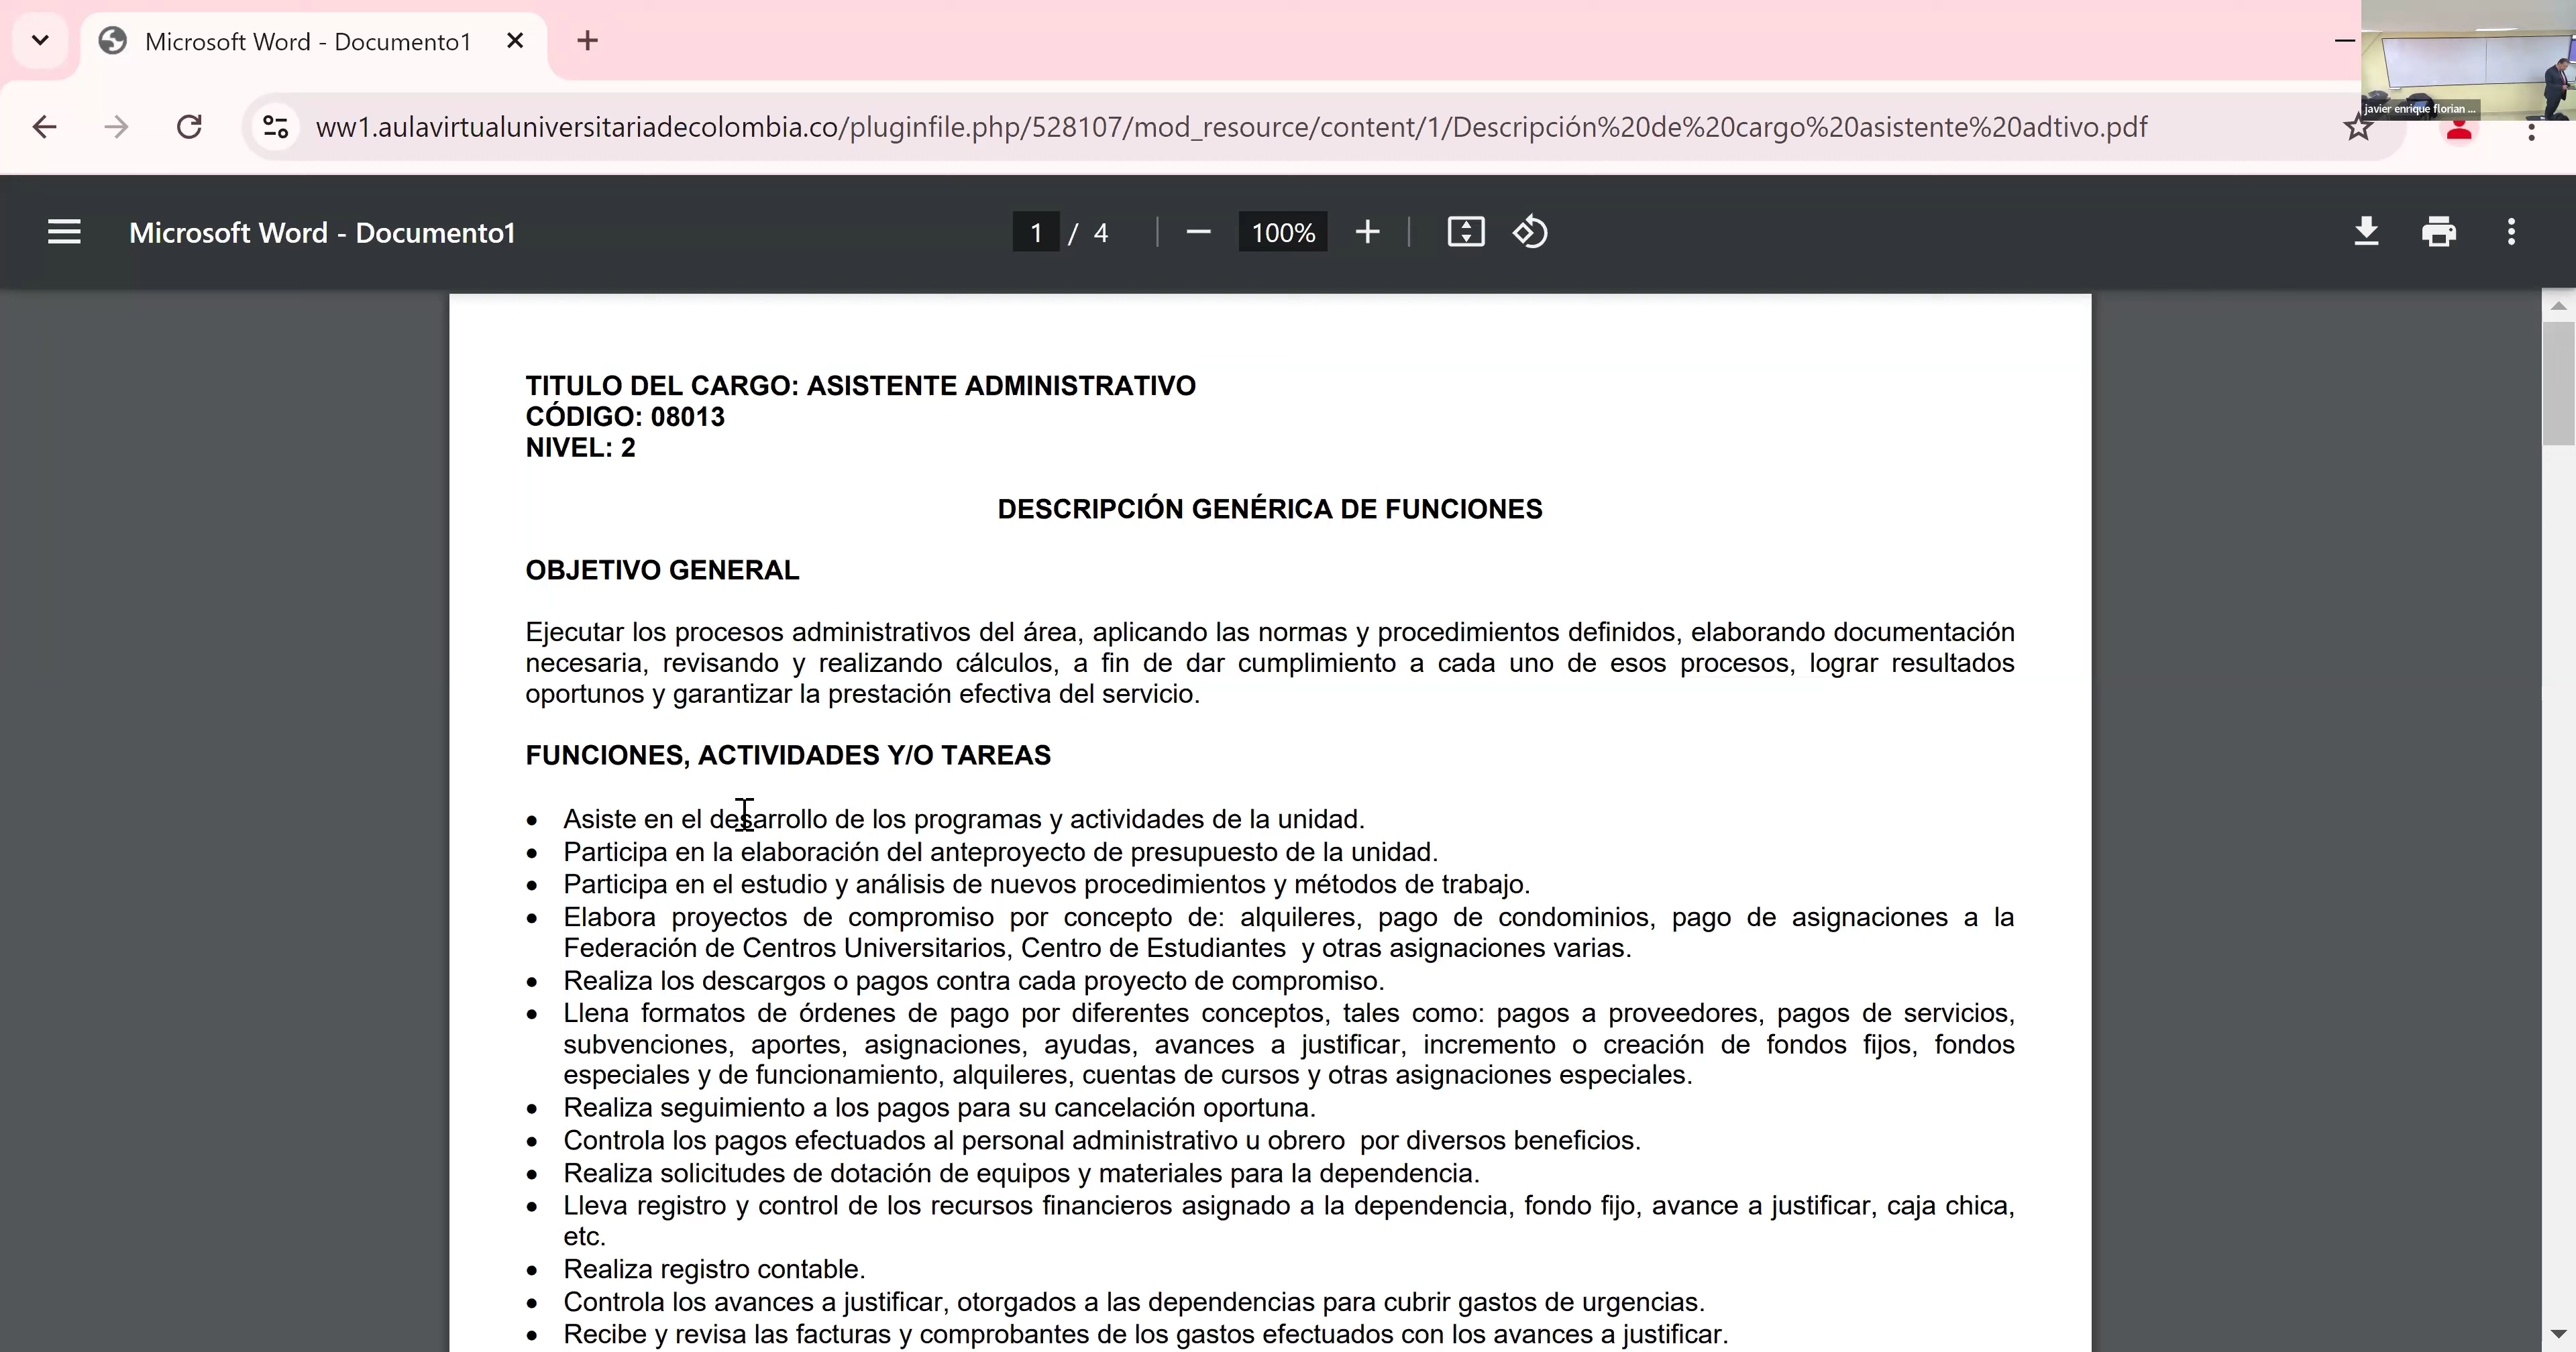 Microsoft Word - Documento1
ww1.aulavirtualuniversitariadecolombia.co/pluginfile.php/528107/mod_resource/content/1/Descripción%20de%20cargo%20asistente%20adtivo.pdf
javier enrique florian ...
Microsoft Word - Documento1
1 / 4
100%
TITULO DEL CARGO: ASISTENTE ADMINISTRATIVO
CÓDIGO: 08013
NIVEL: 2
DESCRIPCIÓN GENÉRICA DE FUNCIONES
OBJETIVO GENERAL
Ejecutar los procesos administrativos del área, aplicando las normas y procedimientos definidos, elaborando documentación
necesaria, revisando y realizando cálculos, a fin de dar cumplimiento a cada uno de esos procesos, lograr resultados
oportunos y garantizar la prestación efectiva del servicio.
FUNCIONES, ACTIVIDADES Y/O TAREAS
• Asiste en el desarrollo de los programas y actividades de la unidad.
• Participa en la elaboración del anteproyecto de presupuesto de la unidad.
• Participa en el estudio y análisis de nuevos procedimientos y métodos de trabajo.
• Elabora proyectos de compromiso por concepto de: alquileres, pago de condominios, pago de asignaciones a la
Federación de Centros Universitarios, Centro de Estudiantes y otras asignaciones varias.
• Realiza los descargos o pagos contra cada proyecto de compromiso.
• Llena formatos de órdenes de pago por diferentes conceptos, tales como: pagos a proveedores, pagos de servicios,
subvenciones, aportes, asignaciones, ayudas, avances a justificar, incremento o creación de fondos fijos, fondos
especiales y de funcionamiento, alquileres, cuentas de cursos y otras asignaciones especiales.
• Realiza seguimiento a los pagos para su cancelación oportuna.
• Controla los pagos efectuados al personal administrativo u obrero por diversos beneficios.
• Realiza solicitudes de dotación de equipos y materiales para la dependencia.
• Lleva registro y control de los recursos financieros asignado a la dependencia, fondo fijo, avance a justificar, caja chica,
etc.
• Realiza registro contable.
• Controla los avances a justificar, otorgados a las dependencias para cubrir gastos de urgencias.
• Recibe y revisa las facturas y comprobantes de los gastos efectuados con los avances a justificar.